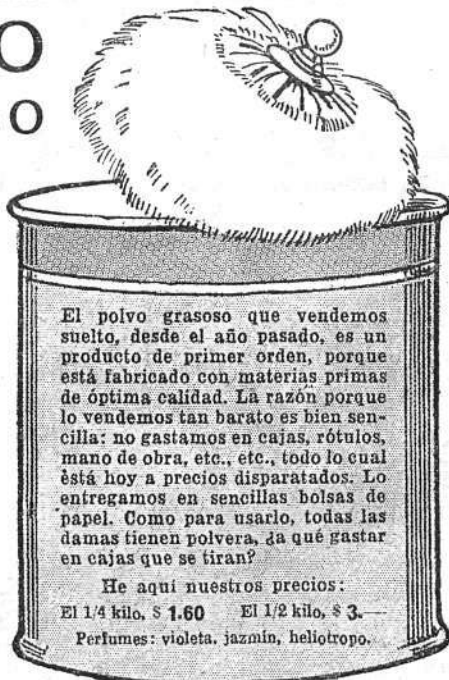 O
O
El polvo grasoso que vendemos
suelto, desde el año pasado, es un
producto de primer orden, porque
está fabricado con materias primas
de óptima calidad. La razón porque
lo vendemos tan barato es bien sen-
cilla: no gastamos en cajas, rótulos,
mano de obra, etc., etc., todo lo cual
èstá hoy a precios disparatados. Lo
entregamos en sencillas bolsas de
papel. Como para usarlo, todas las
damas tienen polvera, ¿a qué gastar
en cajas que se tiran?
He aquí nuestros precios:
El 1/4 kilo, $ 1.60 El 1/2 kilo, $ 3.—
Perfumes: violeta, jazmín, heliotropo.